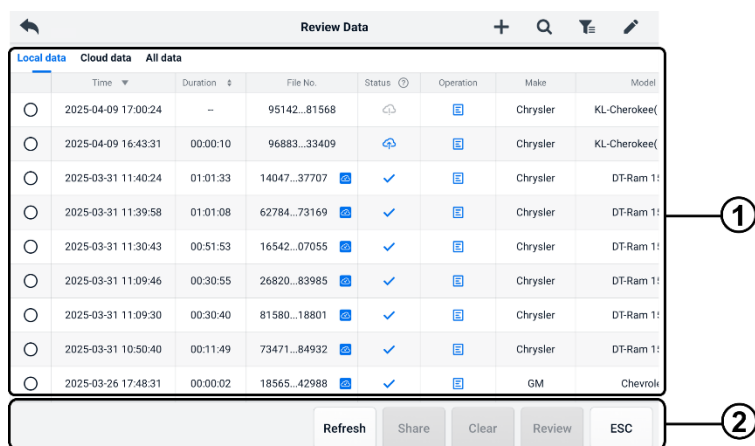 Review Data
Local data Cloud data All data
Time Duration File No. Status ? Operation Make Model
2025-04-09 17:00:24 – 95142...81568 Chrysler KL-Cherokee(
2025-04-09 16:43:31 00:00:10 96883...33409 Chrysler KL-Cherokee(
2025-03-31 11:40:24 01:01:33 14047...37707 Chrysler DT-Ram 1
2025-03-31 11:39:58 01:01:08 62784...73169 Chrysler DT-Ram 1
2025-03-31 11:30:43 00:51:53 16542...07055 Chrysler DT-Ram 1
2025-03-31 11:09:46 00:30:55 26820...83985 Chrysler DT-Ram 1
2025-03-31 11:09:30 00:30:40 81580...18801 Chrysler DT-Ram 1
2025-03-31 10:50:40 00:11:49 73471...84932 Chrysler DT-Ram 1
2025-03-26 17:48:31 00:00:02 18565...42988 GM Chevrole
1
Refresh Share Clear Review ESC
2